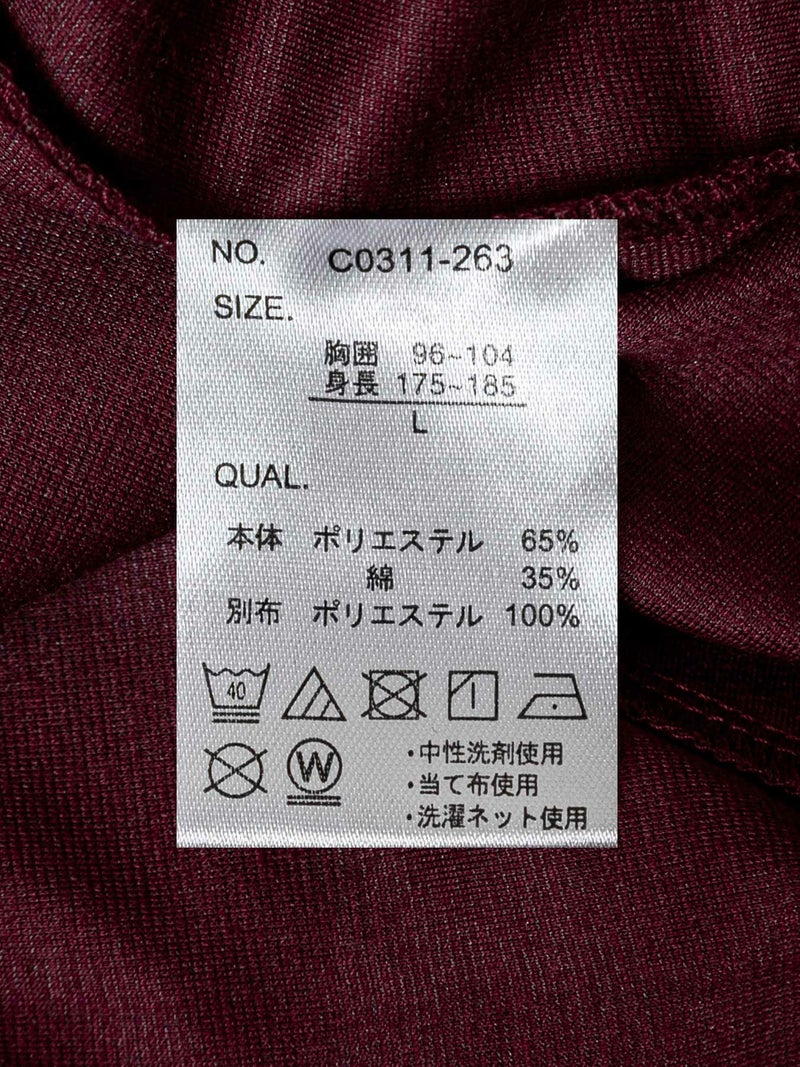 NO. C0311-263
SIZE.
胸囲 96~104
身長 175~185
L
QUAL.
本体 ポリエステル 65%
綿 35%
別布 ポリエステル 100%
40
W
・中性洗剤使用
・当て布使用
・洗濯ネット使用